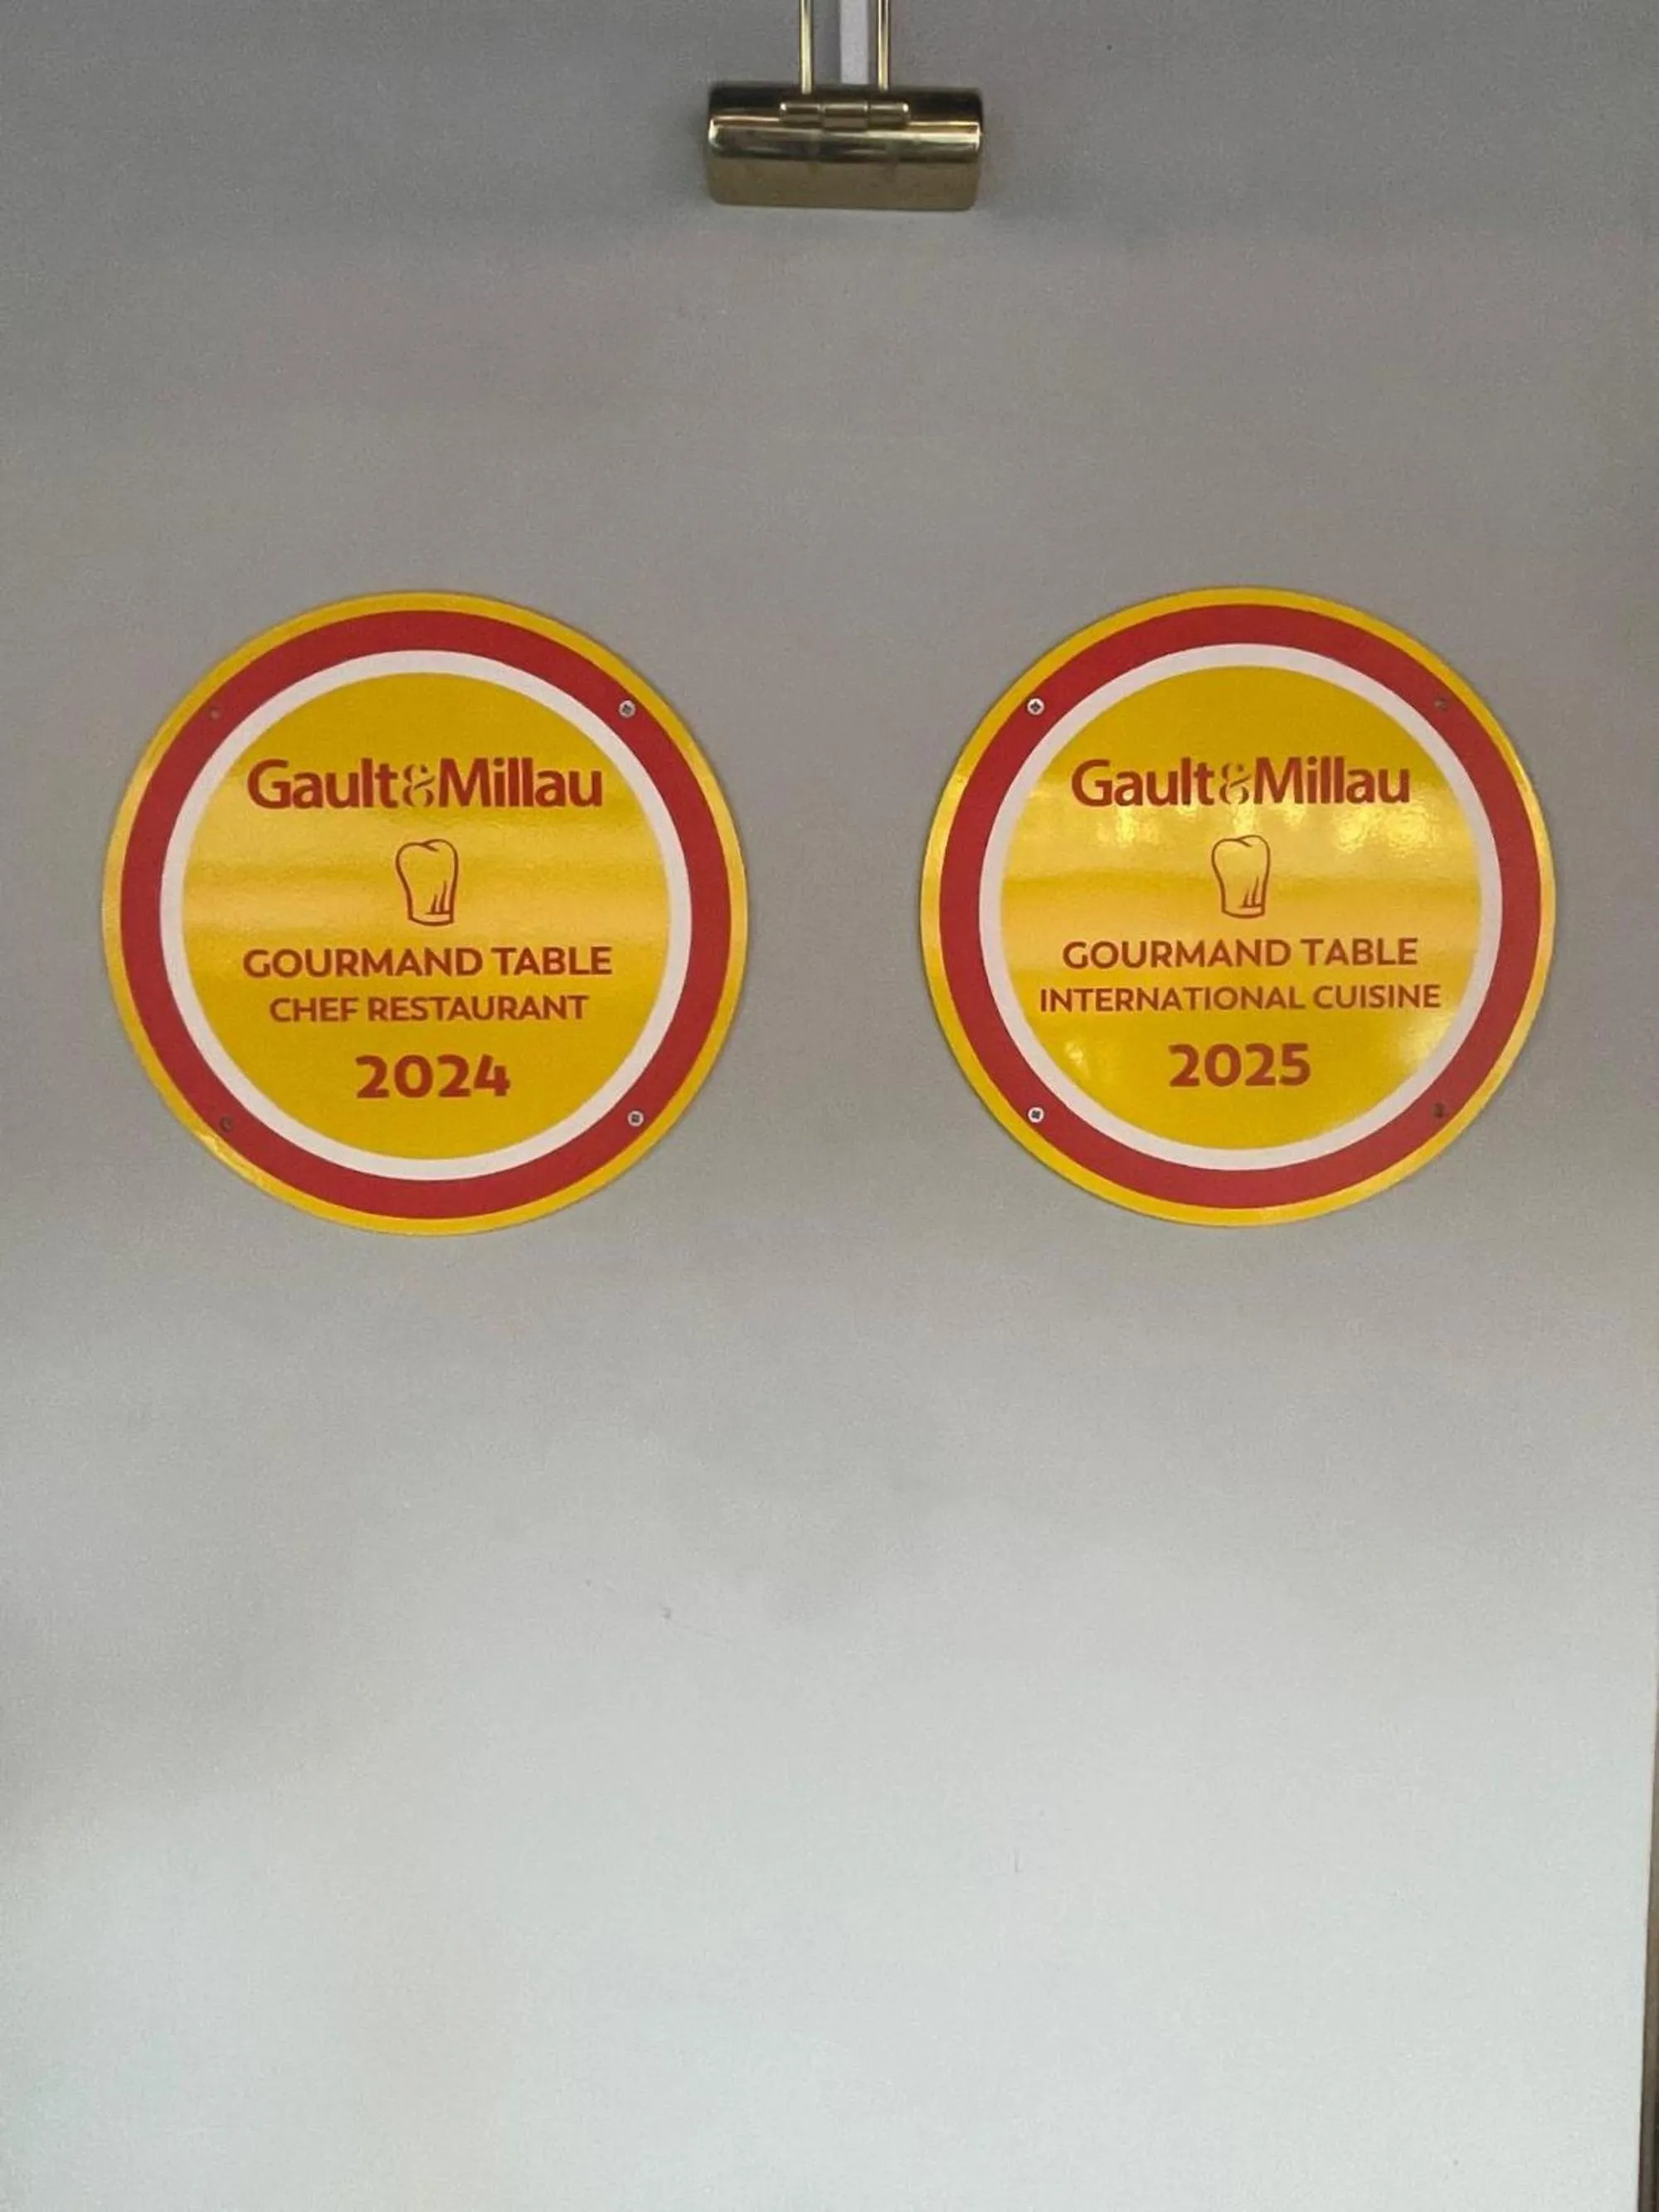 Gault&Millau
GOURMAND TABLE
CHEF RESTAURANT
2024
Gault&Millau
GOURMAND TABLE
INTERNATIONAL CUISINE
2025